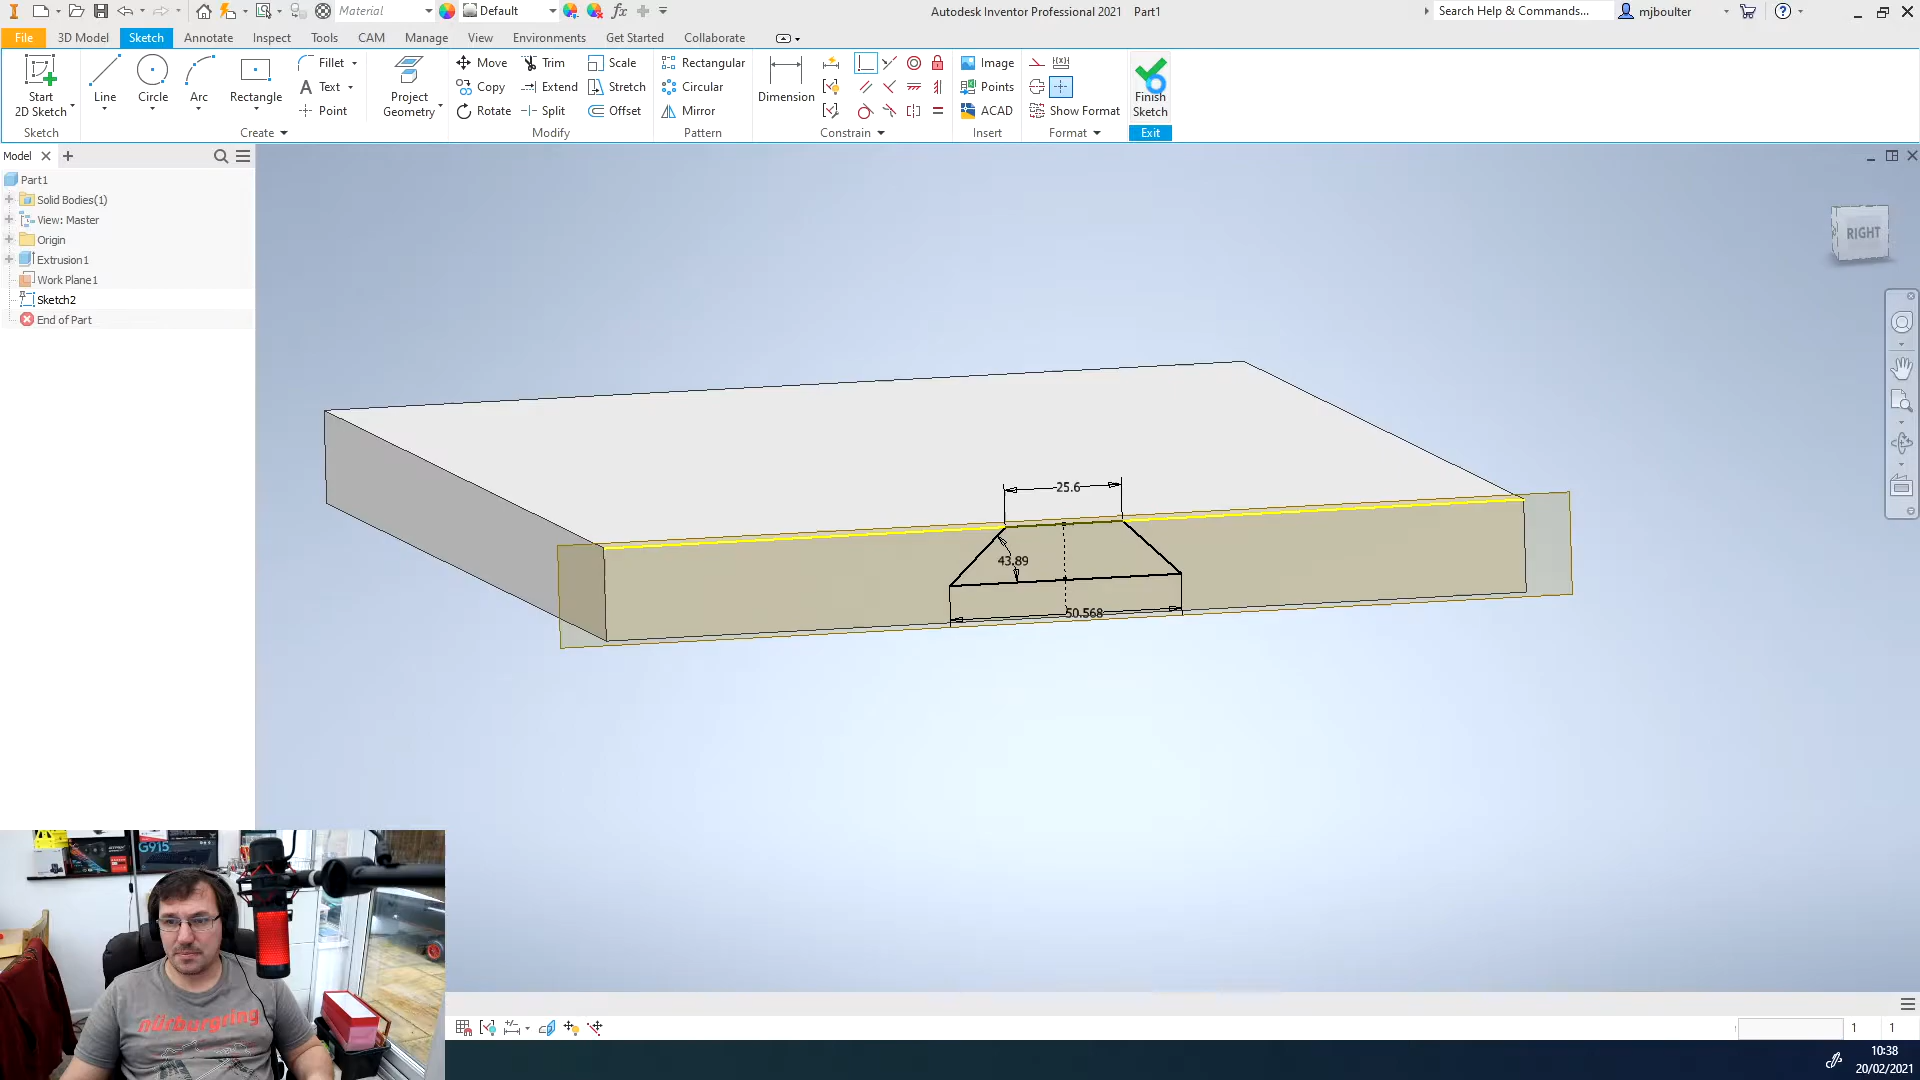 Material Default Autodesk Inventor Professional 2021 Part1 Search Help & Commands... mjboulter
File 3D Model Sketch Annotate Inspect Tools CAM Manage View Environments Get Started Collaborate
Start
2D Sketch
Line
Circle
Arc
Rectangle
Fillet
Text
Point
Project
Geometry
Move Trim Scale
Copy Extend Stretch
Rotate Split Offset
Rectangular
Circular
Mirror
Dimension
Image
Points
ACAD
Show Format
Finish
Sketch
Sketch Create Modify Pattern Constrain Insert Format Exit
Model
Part1
Solid Bodies(1)
View: Master
Origin
Extrusion1
Work Plane1
Sketch2
End of Part
RIGHT
25.6
43.89
50.568
G915
nürburgring
1 1
10:38
20/02/2021